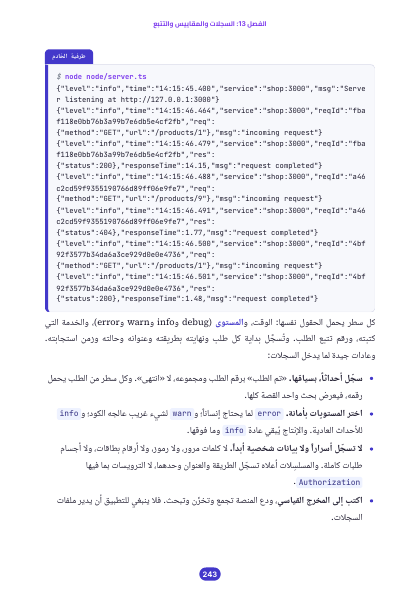 الفصل 13: السجلات والمقاييس والتتبع
طرفية الخادم
$ node node/server.ts
{"level":"info","time":"14:15:45.400","service":"shop:3000","msg":"Serve
r listening at http://127.0.0.1:3000"}
{"level":"info","time":"14:15:46.464","service":"shop:3000","reqId":"fba
f118e0bb76b3a99b7e6db5e4cf2fb","req":
{"method":"GET","url":"/products/1"},"msg":"incoming request"}
{"level":"info","time":"14:15:46.479","service":"shop:3000","reqId":"fba
f118e0bb76b3a99b7e6db5e4cf2fb","res":
{"status":200},"responseTime":14.15,"msg":"request completed"}
{"level":"info","time":"14:15:46.488","service":"shop:3000","reqId":"a46
c2cd59f9355190766d89ff06e9fe7","req":
{"method":"GET","url":"/products/9"},"msg":"incoming request"}
{"level":"info","time":"14:15:46.491","service":"shop:3000","reqId":"a46
c2cd59f9355190766d89ff06e9fe7","res":
{"status":404},"responseTime":1.77,"msg":"request completed"}
{"level":"info","time":"14:15:46.500","service":"shop:3000","reqId":"4bf
92f3577b34da6a3ce929d0e0e4736","req":
{"method":"GET","url":"/products/1"},"msg":"incoming request"}
{"level":"info","time":"14:15:46.501","service":"shop:3000","reqId":"4bf
92f3577b34da6a3ce929d0e0e4736","res":
{"status":200},"responseTime":1.48,"msg":"request completed"}
كل سطر يحمل الحقول نفسها: الوقت، والمستوى (debug وinfo وwarn وerror)، والخدمة التي
كتبته، ورقم تتبع الطلب. وتُسجَّل بداية كل طلب ونهايته بطريقته وعنوانه وحالته وزمن استجابته.
وعادات جيدة لما يدخل السجلات:
• سجّل أحداثاً، بسياقها. «تم الطلب» برقم الطلب ومجموعه، لا «انتهى». وكل سطر من الطلب يحمل
رقمه، فيعرض بحث واحد القصة كلها.
• اختر المستويات بأمانة. error لما يحتاج إنساناً؛ و warn لشيء غريب عالجه الكود؛ و info
للأحداث العادية. والإنتاج يُبقي عادة info وما فوقها.
• لا تسجّل أسراراً ولا بيانات شخصية أبداً. لا كلمات مرور، ولا رموز، ولا أرقام بطاقات، ولا أجسام
طلبات كاملة. والمسلسِلات أعلاه تسجّل الطريقة والعنوان وحدهما، لا الترويسات بما فيها
Authorization.
• اكتب إلى المخرج القياسي، ودع المنصة تجمع وتخزّن وتبحث. فلا ينبغي للتطبيق أن يدير ملفات
السجلات.
243